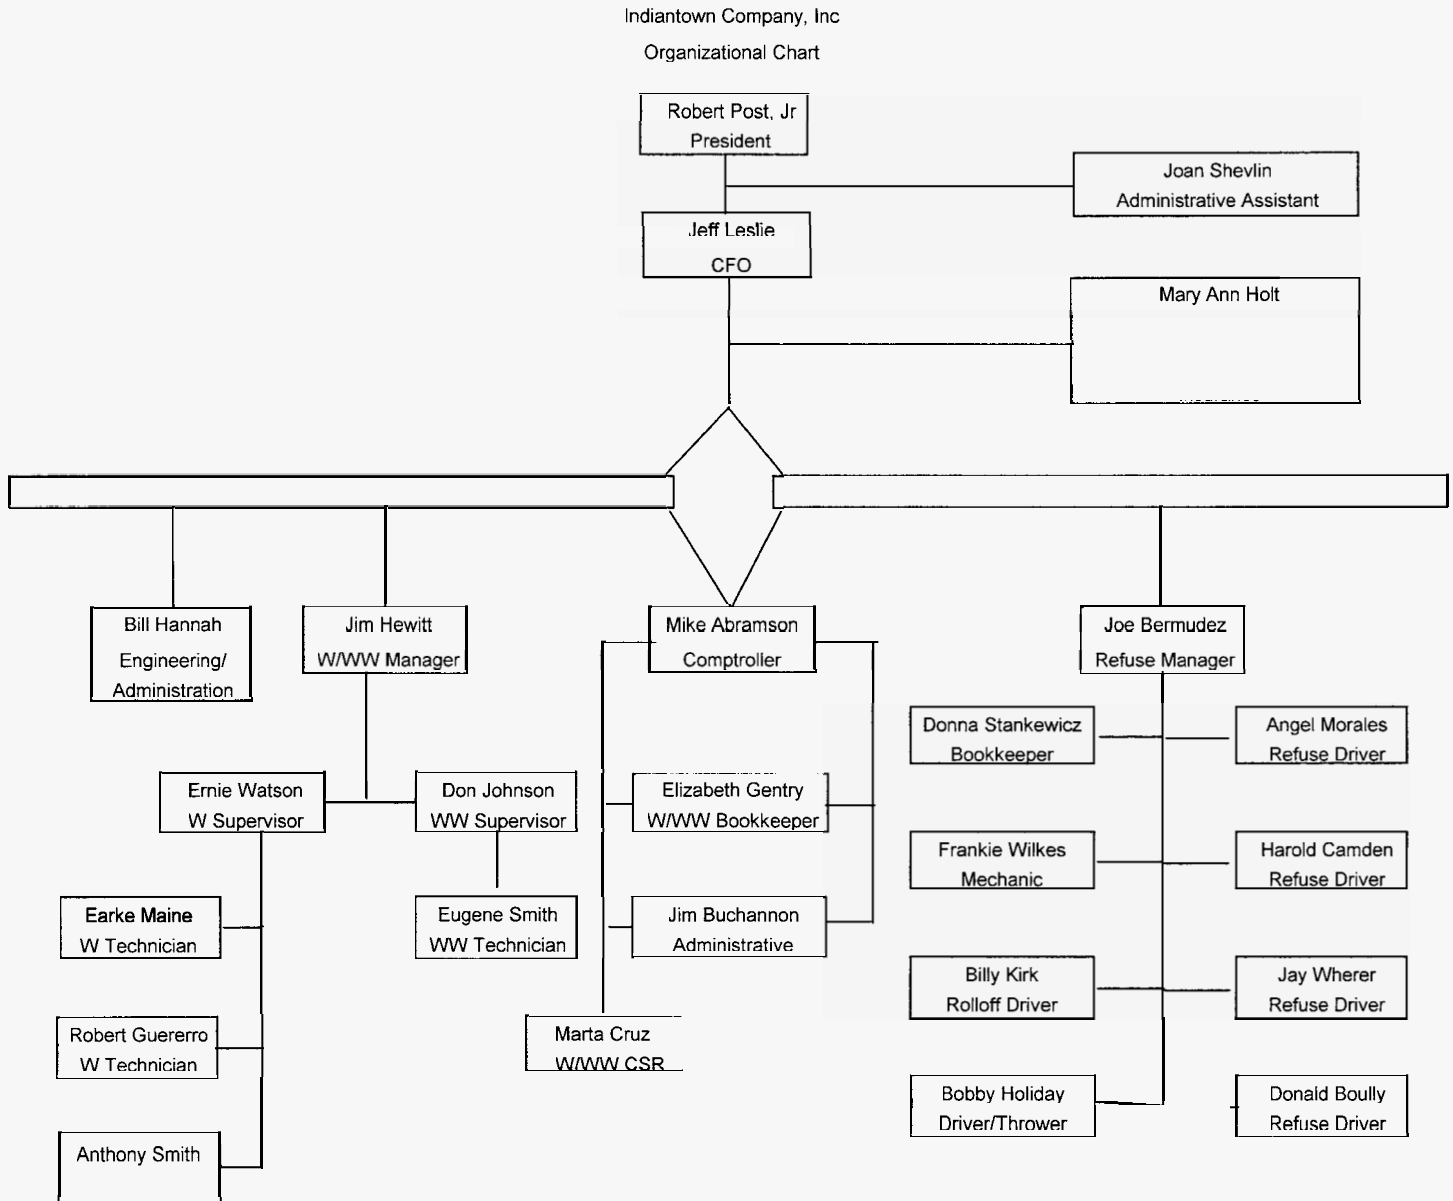 Indiantown Company, Inc
Organizational Chart
Robert Post, Jr
President
Joan Shevlin
Administrative Assistant
Jeff Leslie
CFO
Mary Ann Holt
Bill Hannah
Engineering/
Administration
Jim Hewitt
W/WW Manager
Mike Abramson
Comptroller
Joe Bermudez
Refuse Manager
Donna Stankewicz
Bookkeeper
Angel Morales
Refuse Driver
Ernie Watson
W Supervisor
Don Johnson
WW Supervisor
Elizabeth Gentry
W/WW Bookkeeper
Frankie Wilkes
Mechanic
Harold Camden
Refuse Driver
Earke Maine
W Technician
Eugene Smith
WW Technician
Jim Buchannon
Administrative
Billy Kirk
Rolloff Driver
Jay Wherer
Refuse Driver
Robert Guererro
W Technician
Marta Cruz
W/WW CSR
Bobby Holiday
Driver/Thrower
Donald Boully
Refuse Driver
Anthony Smith